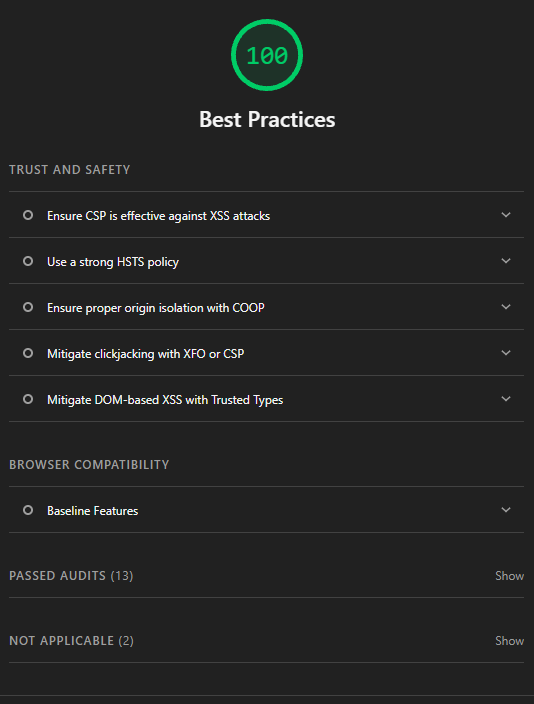 100
Best Practices
TRUST AND SAFETY
Ensure CSP is effective against XSS attacks
Use a strong HSTS policy
Ensure proper origin isolation with COOP
Mitigate clickjacking with XFO or CSP
Mitigate DOM-based XSS with Trusted Types
BROWSER COMPATIBILITY
Baseline Features
PASSED AUDITS (13) Show
NOT APPLICABLE (2) Show